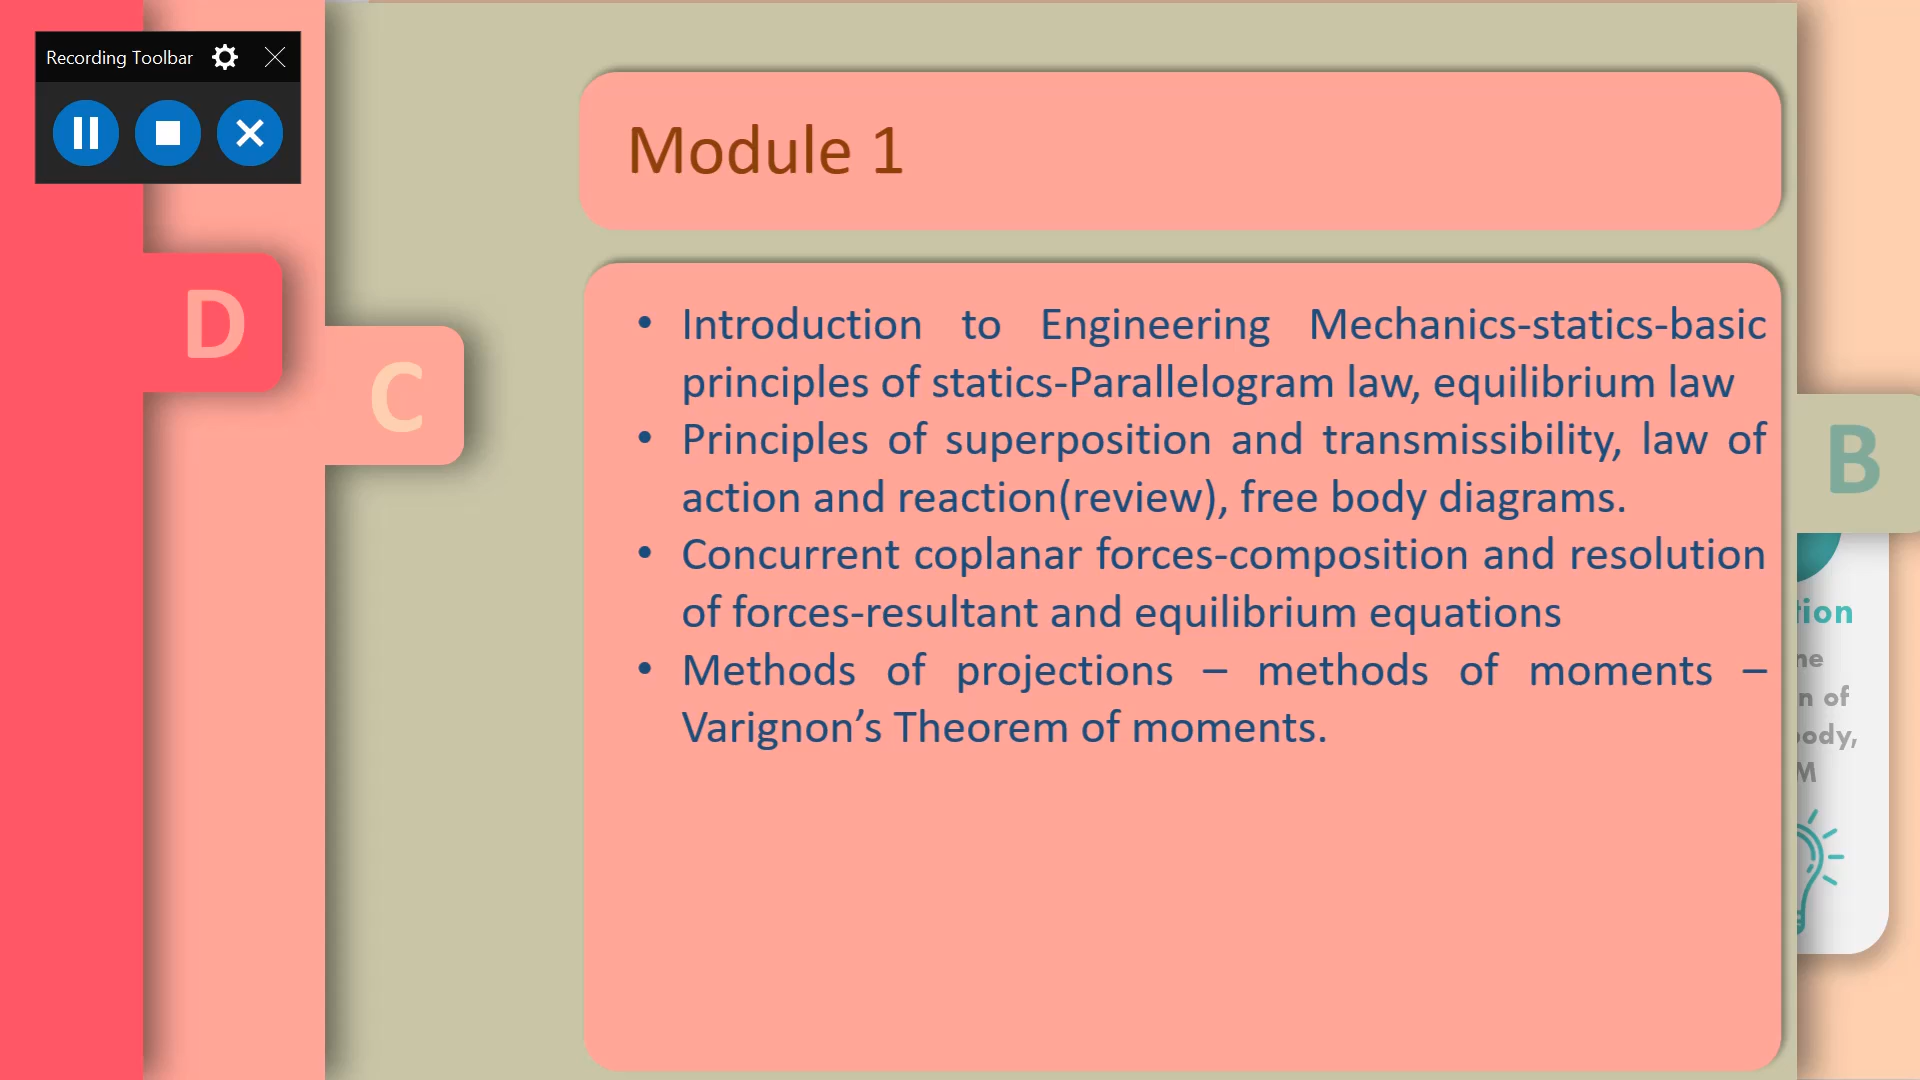 Recording Toolbar
Module 1
D
C
B
• Introduction to Engineering Mechanics-statics-basic
principles of statics-Parallelogram law, equilibrium law
• Principles of superposition and transmissibility, law of
action and reaction(review), free body diagrams.
• Concurrent coplanar forces-composition and resolution
of forces-resultant and equilibrium equations
• Methods of projections – methods of moments –
Varignon’s Theorem of moments.
of
body,
M